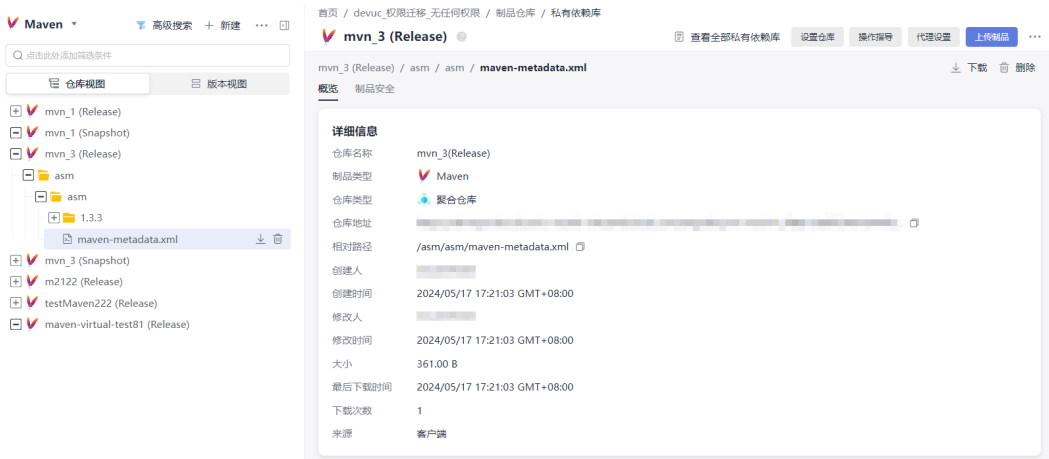 Maven
高级搜索
新建
点击此处添加筛选条件
仓库视图
版本视图
mvn_1 (Release)
mvn_1 (Snapshot)
mvn_3 (Release)
asm
asm
1.3.3
maven-metadata.xml
mvn_3 (Snapshot)
m2122 (Release)
testMaven222 (Release)
maven-virtual-test81 (Release)
首页 / devuc_权限迁移_无任何权限 / 制品仓库 / 私有依赖库
mvn_3 (Release)
查看全部私有依赖库
设置仓库
操作指导
代理设置
上传制品
mvn_3 (Release) / asm / asm / maven-metadata.xml
下载
删除
概览
制品安全
详细信息
仓库名称 mvn_3(Release)
制品类型 Maven
仓库类型 聚合仓库
仓库地址
相对路径 /asm/asm/maven-metadata.xml
创建人
创建时间 2024/05/17 17:21:03 GMT+08:00
修改人
修改时间 2024/05/17 17:21:03 GMT+08:00
大小 361.00 B
最后下载时间 2024/05/17 17:21:03 GMT+08:00
下载次数 1
来源 客户端